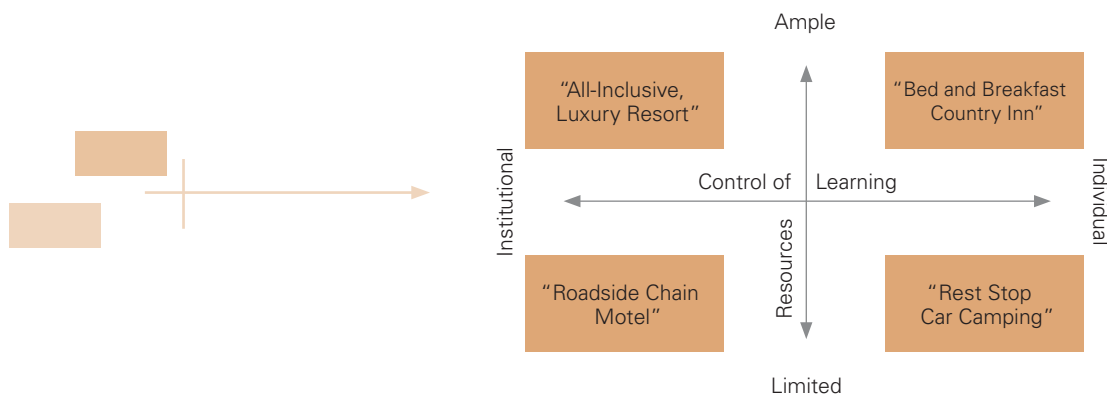 Ample
“All-Inclusive,
Luxury Resort”
“Bed and Breakfast
Country Inn”
Institutional
Control of Learning
Individual
Resources
“Roadside Chain
Motel”
“Rest Stop
Car Camping”
Limited